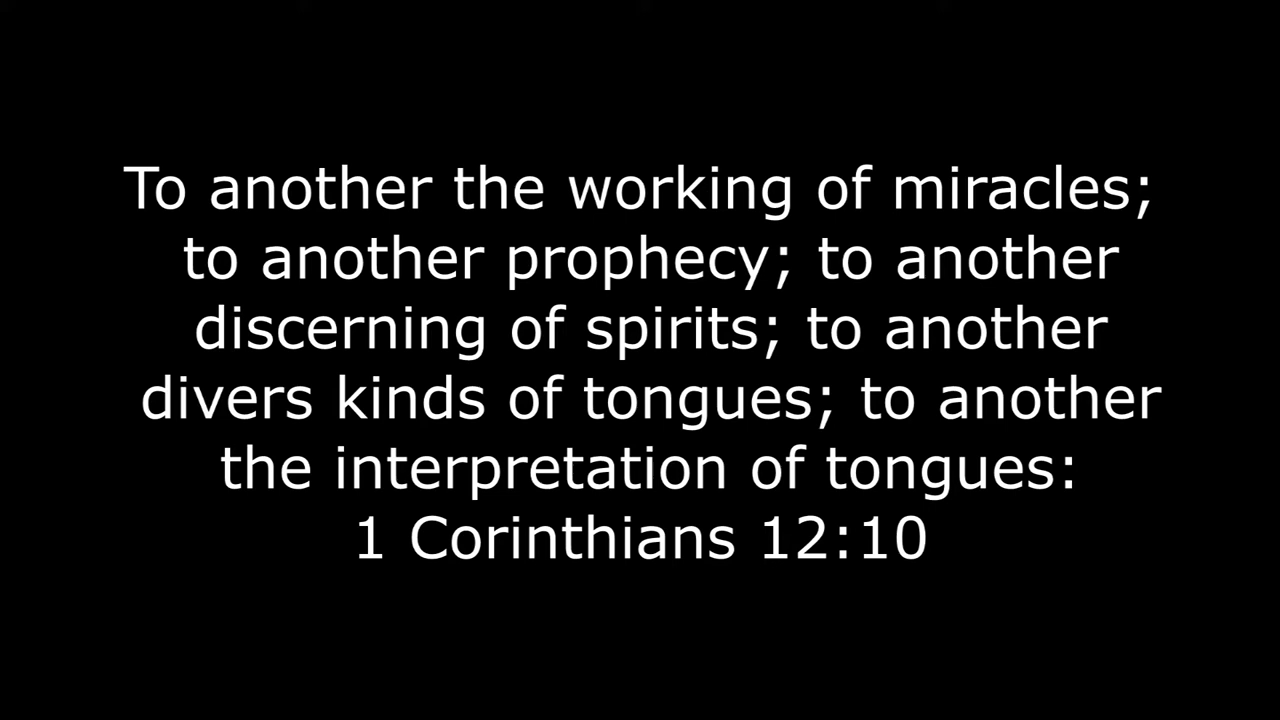 To another the working of miracles;
to another prophecy; to another
discerning of spirits; to another
divers kinds of tongues; to another
the interpretation of tongues:
1 Corinthians 12:10